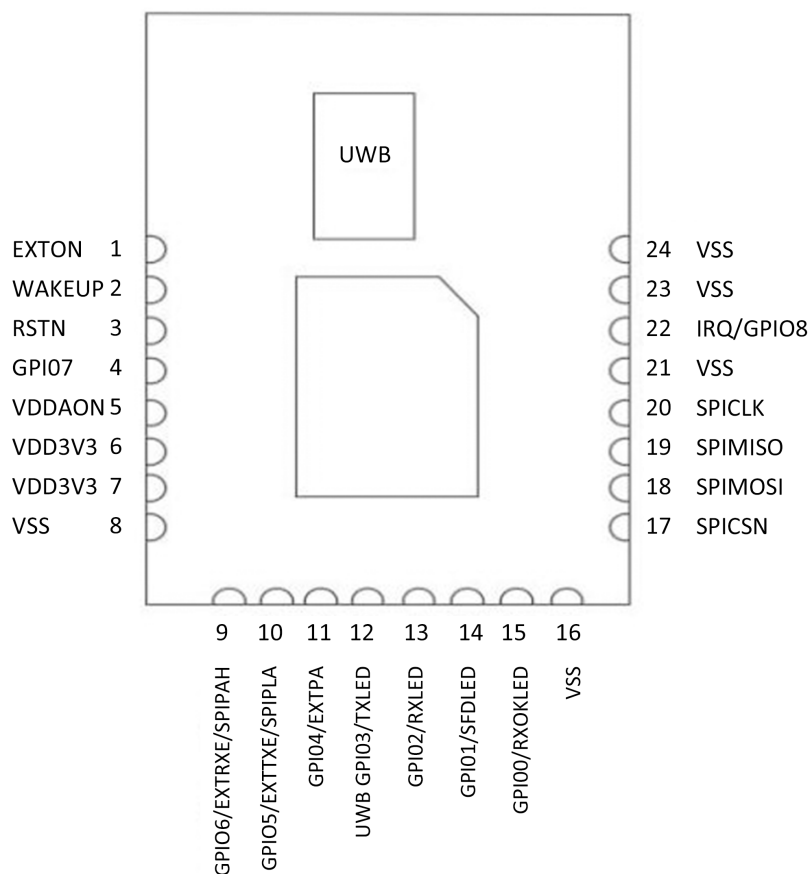 UWB
EXTON 1
WAKEUP 2
RSTN 3
GPI07 4
VDDAON 5
VDD3V3 6
VDD3V3 7
VSS 8
24 VSS
23 VSS
22 IRQ/GPIO8
21 VSS
20 SPICLK
19 SPIMISO
18 SPIMOSI
17 SPICSN
9 10 11 12 13 14 15 16
GPIO6/EXTRXE/SPIPAH
GPIO5/EXTTXE/SPIPLA
GPI04/EXTPA
UWB GPI03/TXLED
GPI02/RXLED
GPI01/SFDLED
GPI00/RXOKLED
VSS